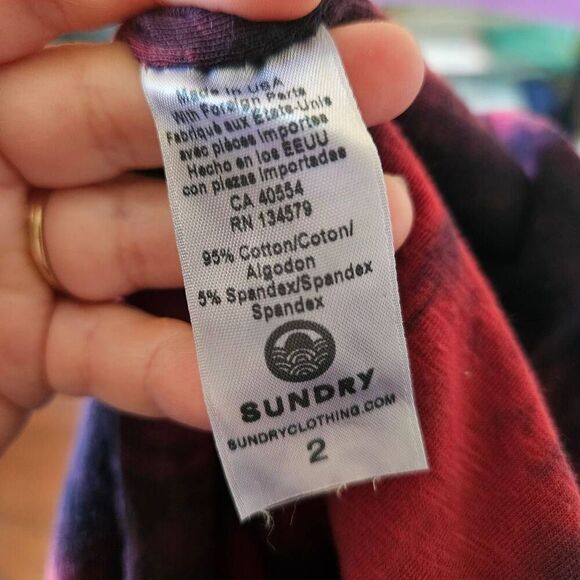 Made in USA
With Foreign Parts
Fabriqué aux États-Unis
avec pièces Importes
Hecho en los EEUU
con piezas Importadas
CA 40554
RN 134579
95% Cotton/Coton/
Algodon
5% Spandex/Spandex
Spandex
SUNDRY
SUNDRYCLOTHING.COM
2